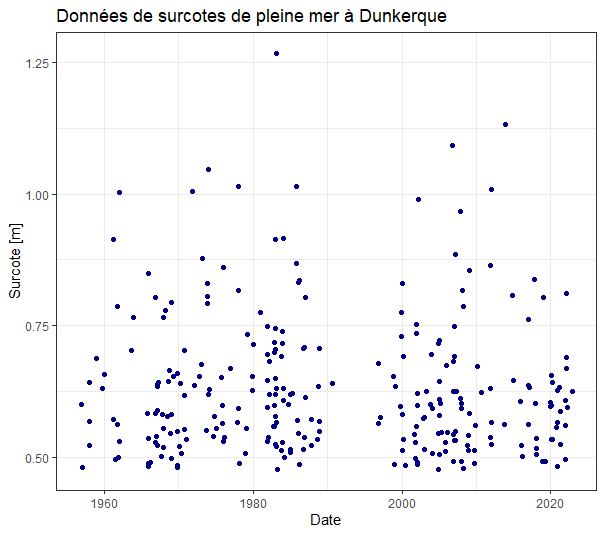 Données de surcotes de pleine mer à Dunkerque
1.25
1.00
0.75
0.50
Surcote [m]
1960 1980 2000 2020
Date